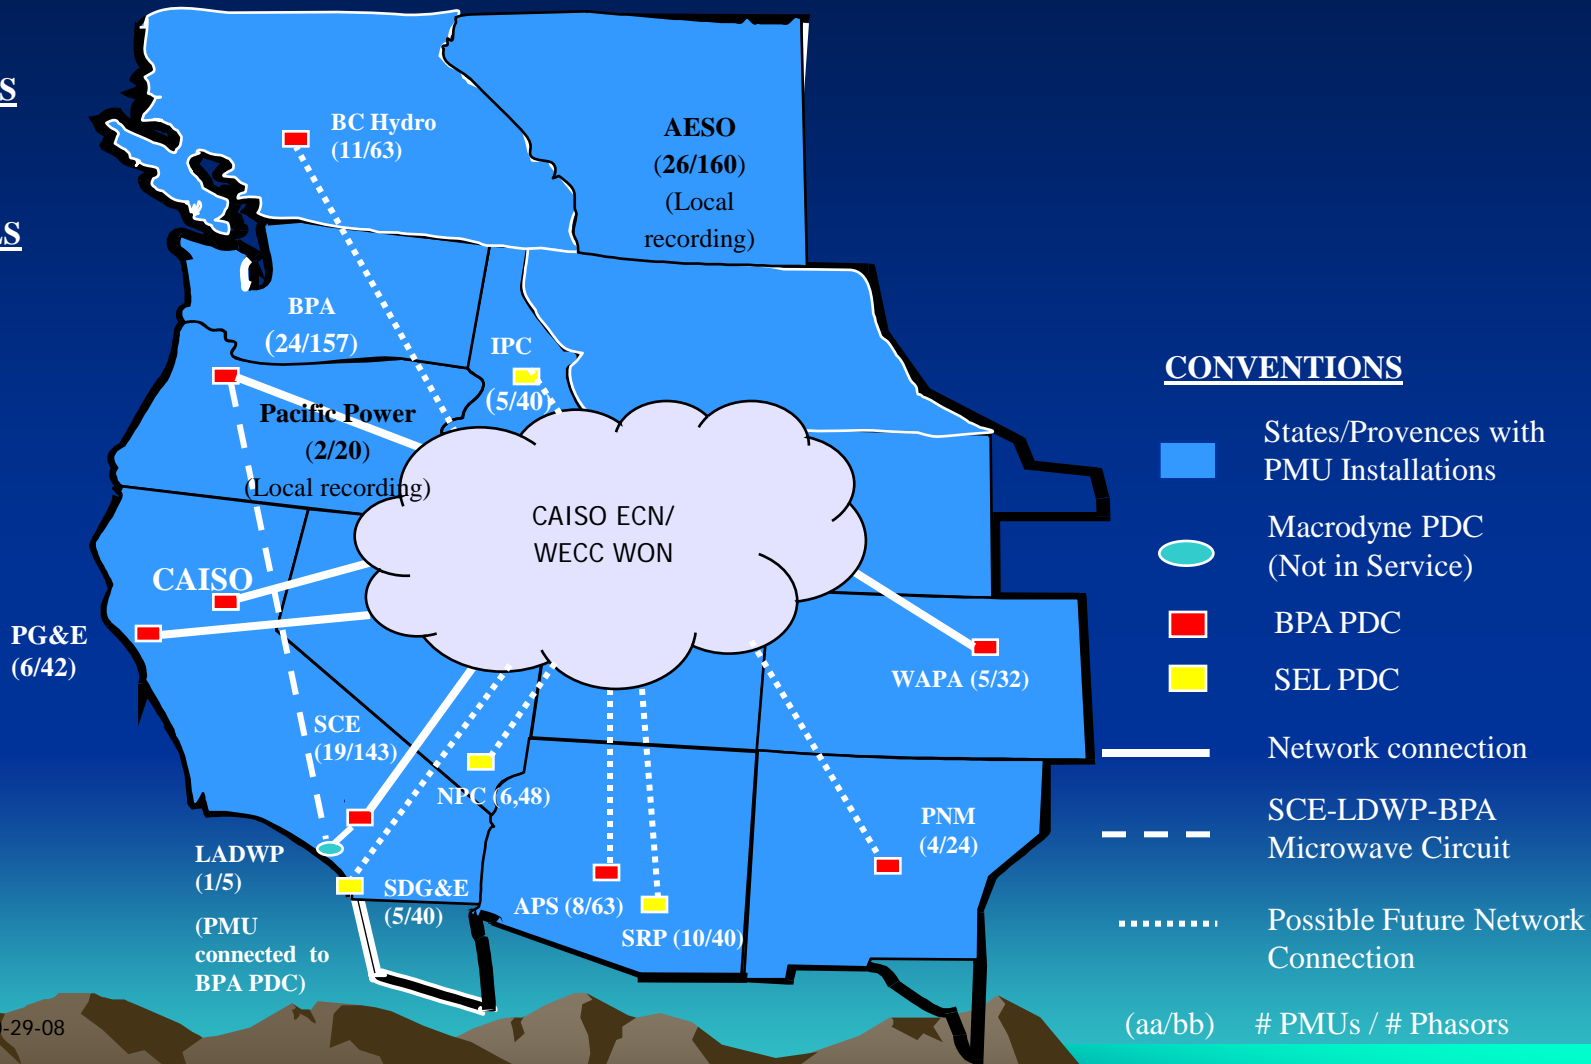 BC Hydro
(11/63)
AESO
(26/160)
(Local
recording)
BPA
(24/157)
IPC
(5/40)
Pacific Power
(2/20)
(Local recording)
CAISO ECN/
WECC WON
CAISO
PG&E
(6/42)
WAPA (5/32)
SCE
(19/143)
NPC (6,48)
PNM
(4/24)
LADWP
(1/5)
(PMU
connected to
BPA PDC)
SDG&E
(5/40)
APS (8/63)
SRP (10/40)
CONVENTIONS
States/Provences with
PMU Installations
Macrodyne PDC
(Not in Service)
BPA PDC
SEL PDC
Network connection
SCE-LDWP-BPA
Microwave Circuit
Possible Future Network
Connection
(aa/bb) # PMUs / # Phasors
-29-08